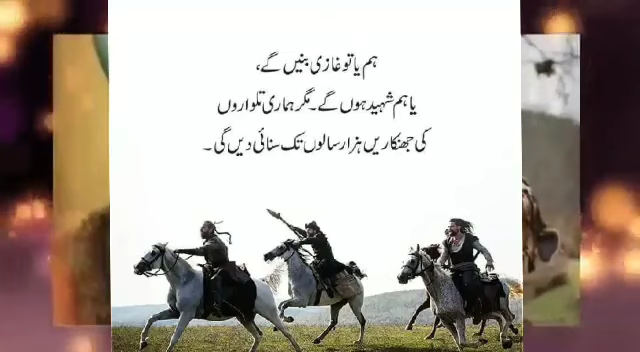 ہم یا تو غازی بنیں گے،
یا ہم شہید ہوں گے۔ مگر ہماری تلواروں
کی جھنکاریں ہزار سالوں تک سنائی دیں گی۔